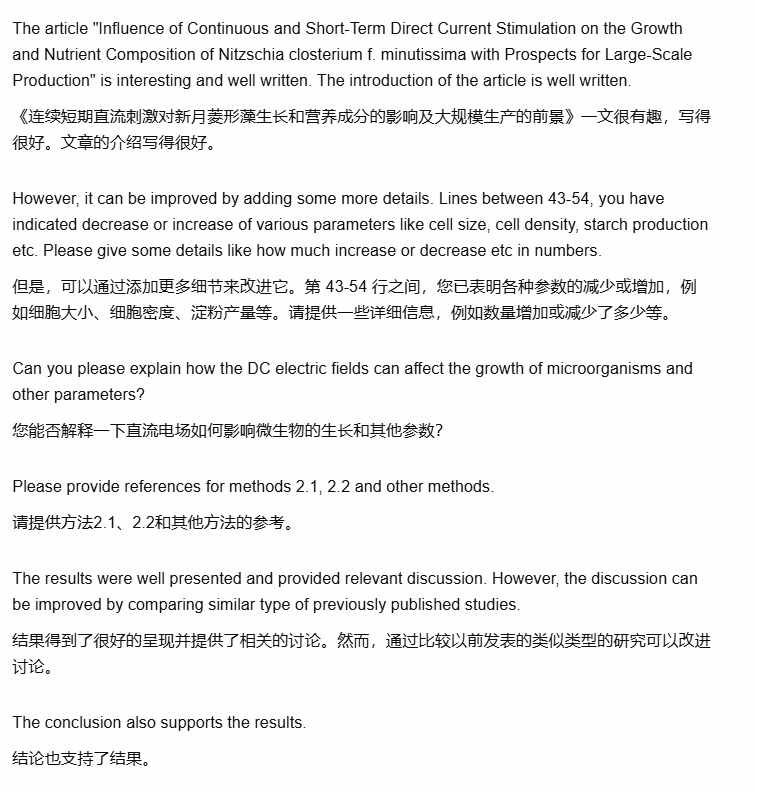 The article "Influence of Continuous and Short-Term Direct Current Stimulation on the Growth
and Nutrient Composition of Nitzschia closterium f. minutissima with Prospects for Large-Scale
Production" is interesting and well written. The introduction of the article is well written.
《连续短期直流刺激对新月菱形藻生长和营养成分的影响及大规模生产的前景》一文很有趣，写得
很好。文章的介绍写得很好。
However, it can be improved by adding some more details. Lines between 43-54, you have
indicated decrease or increase of various parameters like cell size, cell density, starch production
etc. Please give some details like how much increase or decrease etc in numbers.
但是，可以通过添加更多细节来改进它。第 43-54 行之间，您已表明各种参数的减少或增加，例
如细胞大小、细胞密度、淀粉产量等。请提供一些详细信息，例如数量增加或减少了多少等。
Can you please explain how the DC electric fields can affect the growth of microorganisms and
other parameters?
您能否解释一下直流电场如何影响微生物的生长和其他参数？
Please provide references for methods 2.1, 2.2 and other methods.
请提供方法2.1、2.2和其他方法的参考。
The results were well presented and provided relevant discussion. However, the discussion can
be improved by comparing similar type of previously published studies.
结果得到了很好的呈现并提供了相关的讨论。然而，通过比较以前发表的类似类型的研究可以改进
讨论。
The conclusion also supports the results.
结论也支持了结果。